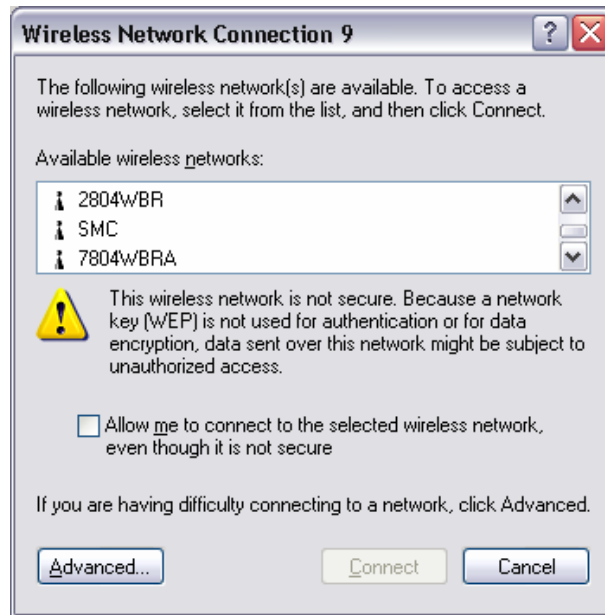 Wireless Network Connection 9
?
The following wireless network(s) are available. To access a
wireless network, select it from the list, and then click Connect.
Available wireless networks:
2804WBR
SMC
7804WBRA
This wireless network is not secure. Because a network
key (WEP) is not used for authentication or for data
encryption, data sent over this network might be subject to
unauthorized access.
Allow me to connect to the selected wireless network,
even though it is not secure
If you are having difficulty connecting to a network, click Advanced.
Advanced...
Connect
Cancel